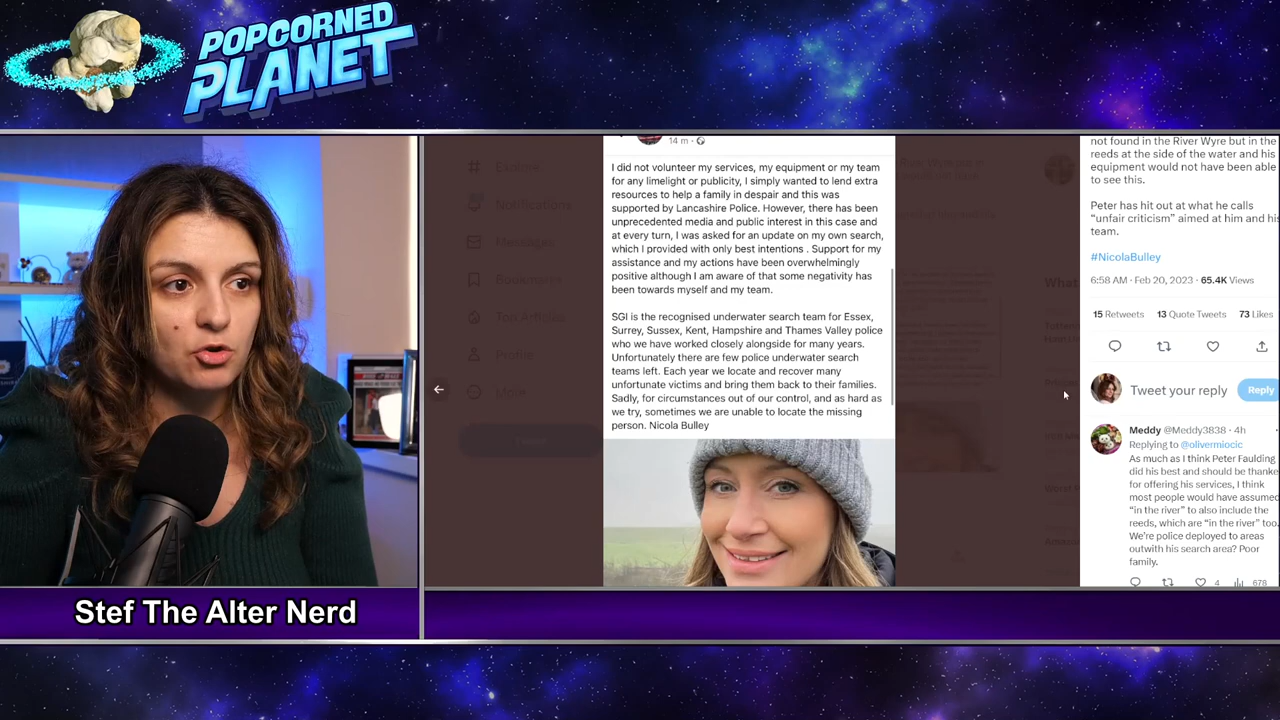 POPCORNED
PLANET
14 m
I did not volunteer my services, my equipment or my team
for any limelight or publicity, I simply wanted to lend extra
resources to help a family in despair and this was
supported by Lancashire Police. However, there has been
unprecedented media and public interest in this case and
at every turn, I was asked for an update on my own search,
which I provided with only best intentions . Support for my
assistance and my actions have been overwhelmingly
positive although I am aware of that some negativity has
been towards myself and my team.
SGI is the recognised underwater search team for Essex,
Surrey, Sussex, Kent, Hampshire and Thames Valley police
who we have worked closely alongside for many years.
Unfortunately there are few police underwater search
teams left. Each year we locate and recover many
unfortunate victims and bring them back to their families.
Sadly, for circumstances out of our control, and as hard as
we try, sometimes we are unable to locate the missing
person. Nicola Bulley
Explore
Notifications
Messages
Bookmarks
Top Articles
Profile
More
What
not found in the River Wyre but in the
reeds at the side of the water and his
equipment would not have been able
to see this.
Peter has hit out at what he calls
“unfair criticism” aimed at him and his
team.
#NicolaBulley
6:58 AM · Feb 20, 2023 · 65.4K Views
15 Retweets 13 Quote Tweets 73 Likes
Tweet your reply
Reply
Meddy @Meddy3838 · 4h
Replying to @olivermiocic
As much as I think Peter Faulding
did his best and should be thanke
for offering his services, I think
most people would have assumed
“in the river” to also include the
reeds, which are “in the river” too.
We're police deployed to areas
outwith his search area? Poor
family.
4 678
Stef The Alter Nerd